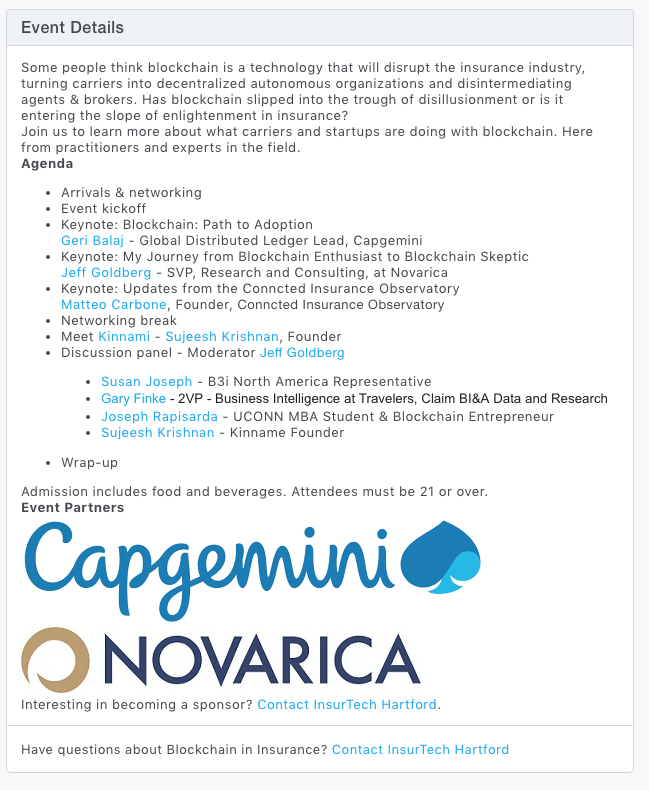 Event Details
Some people think blockchain is a technology that will disrupt the insurance industry,
turning carriers into decentralized autonomous organizations and disintermediating
agents & brokers. Has blockchain slipped into the trough of disillusionment or is it
entering the slope of enlightenment in insurance?
Join us to learn more about what carriers and startups are doing with blockchain. Here
from practitioners and experts in the field.
Agenda
• Arrivals & networking
• Event kickoff
• Keynote: Blockchain: Path to Adoption
Geri Balaj - Global Distributed Ledger Lead, Capgemini
• Keynote: My Journey from Blockchain Enthusiast to Blockchain Skeptic
Jeff Goldberg - SVP, Research and Consulting, at Novarica
• Keynote: Updates from the Conncted Insurance Observatory
Matteo Carbone, Founder, Conncted Insurance Observatory
• Networking break
• Meet Kinnami - Sujeesh Krishnan, Founder
• Discussion panel - Moderator Jeff Goldberg
• Susan Joseph - B3i North America Representative
• Gary Finke - 2VP - Business Intelligence at Travelers, Claim BI&A Data and Research
• Joseph Rapisarda - UCONN MBA Student & Blockchain Entrepreneur
• Sujeesh Krishnan - Kinname Founder
• Wrap-up
Admission includes food and beverages. Attendees must be 21 or over.
Event Partners
Capgemini
NOVARICA
Interesting in becoming a sponsor? Contact InsurTech Hartford.
Have questions about Blockchain in Insurance? Contact InsurTech Hartford